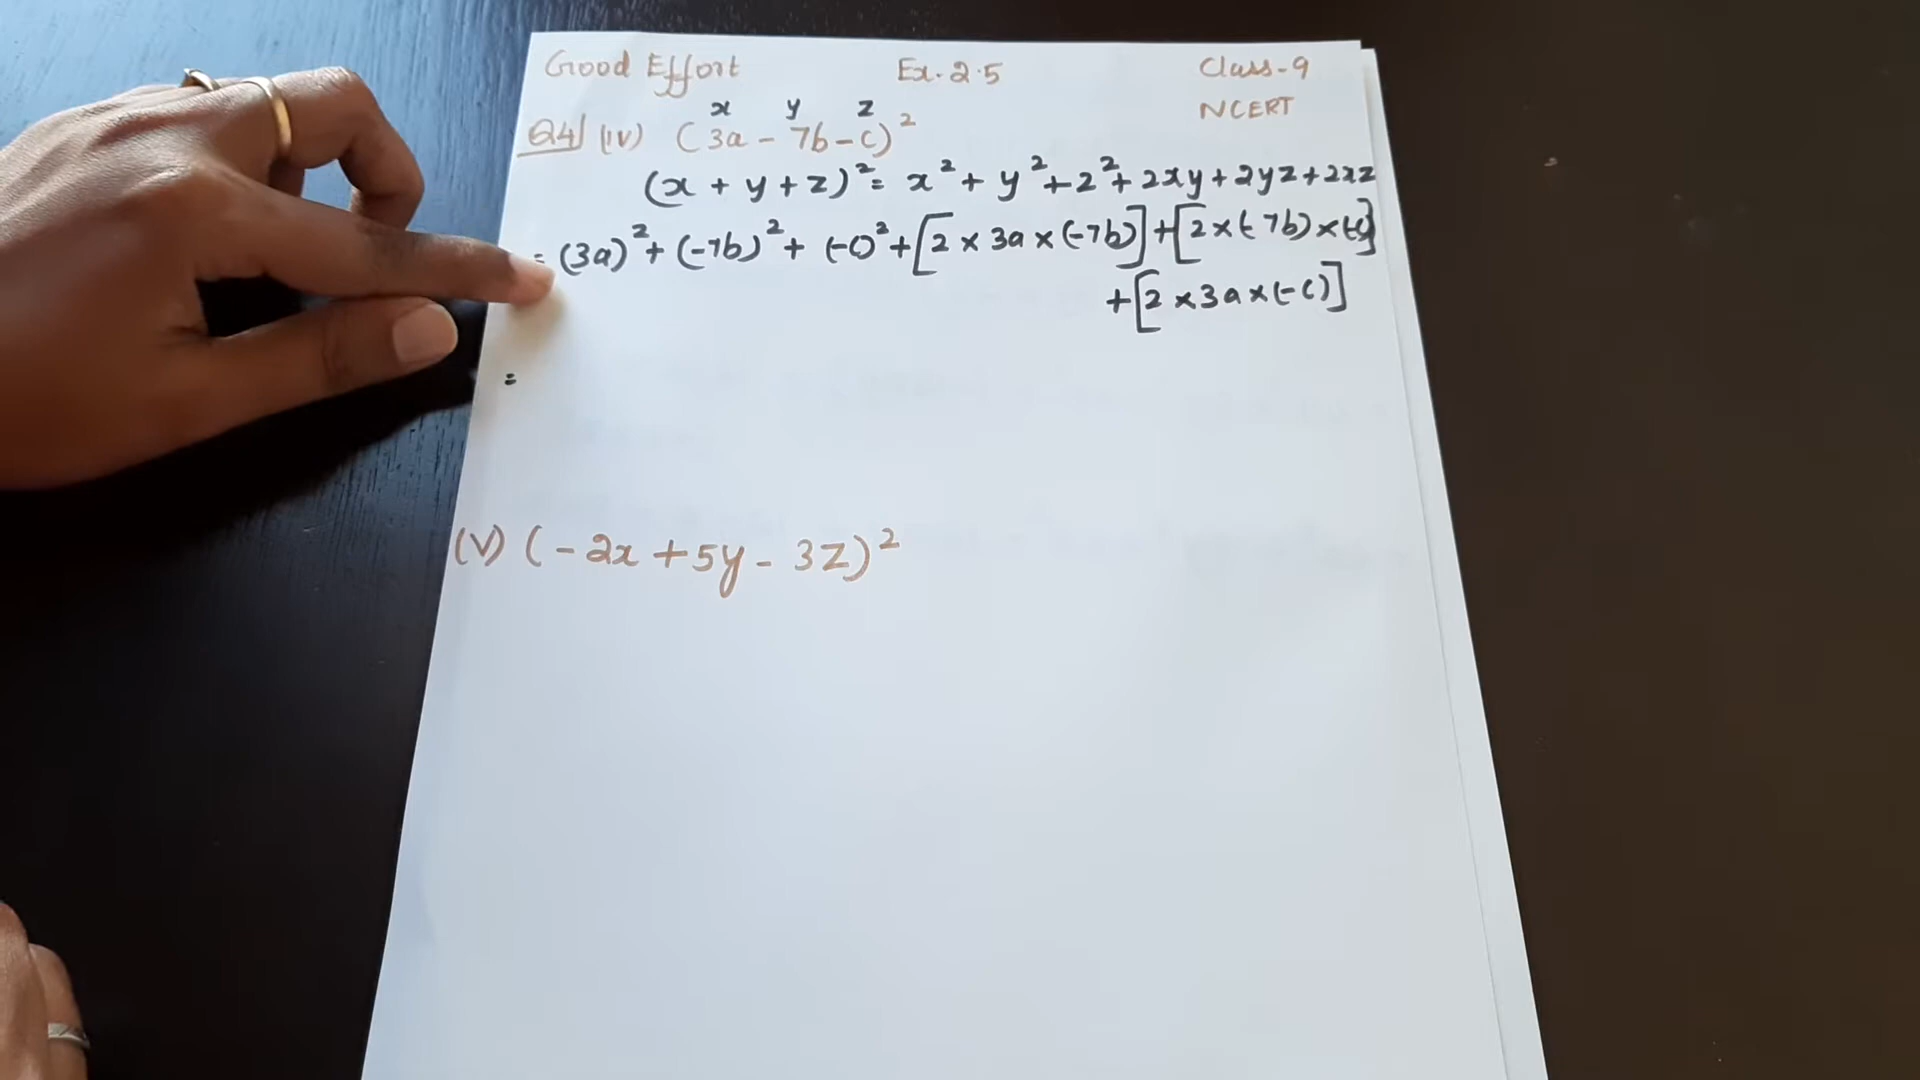 Good Effort Ex. 2.5 Class-9
NCERT
x y z
Q4 (iv) (3a - 7b - c)²
(x + y + z)² = x² + y² + z² + 2xy + 2yz + 2xz
= (3a)² + (-7b)² + (-c)² + [2 × 3a × (-7b)] + [2 × (-7b) × (-c)]
+ [2 × 3a × (-c)]
=
(v) (-2x + 5y - 3z)²